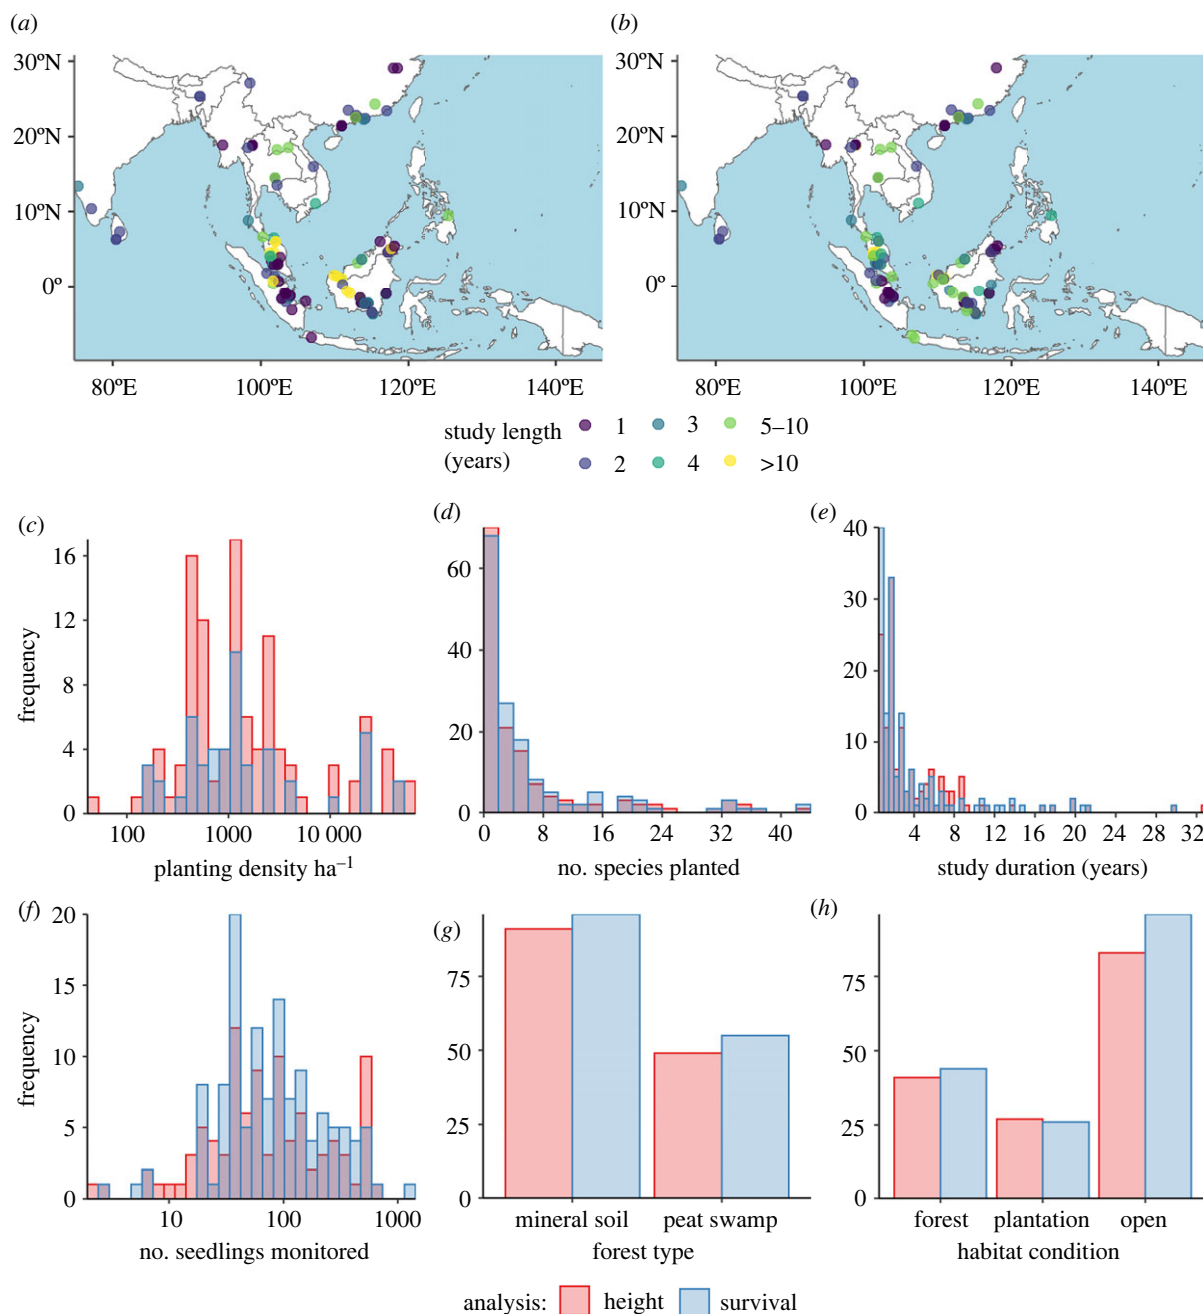 (a)
30ºN
20ºN
10ºN
0º
80ºE 100ºE 120ºE 140ºE
(b)
30ºN
20ºN
10ºN
0º
80ºE 100ºE 120ºE 140ºE
study length
(years)
1 3 5–10
2 4 >10
(c)
frequency
16
12
8
4
0
100 1000 10 000
planting density ha⁻¹
(d)
60
40
20
0
0 8 16 24 32 40
no. species planted
(e)
40
30
20
10
0
4 8 12 16 20 24 28 32
study duration (years)
(f)
frequency
20
15
10
5
0
10 100 1000
no. seedlings monitored
(g)
75
50
25
0
mineral soil peat swamp
forest type
(h)
75
50
25
0
forest plantation open
habitat condition
analysis: height survival